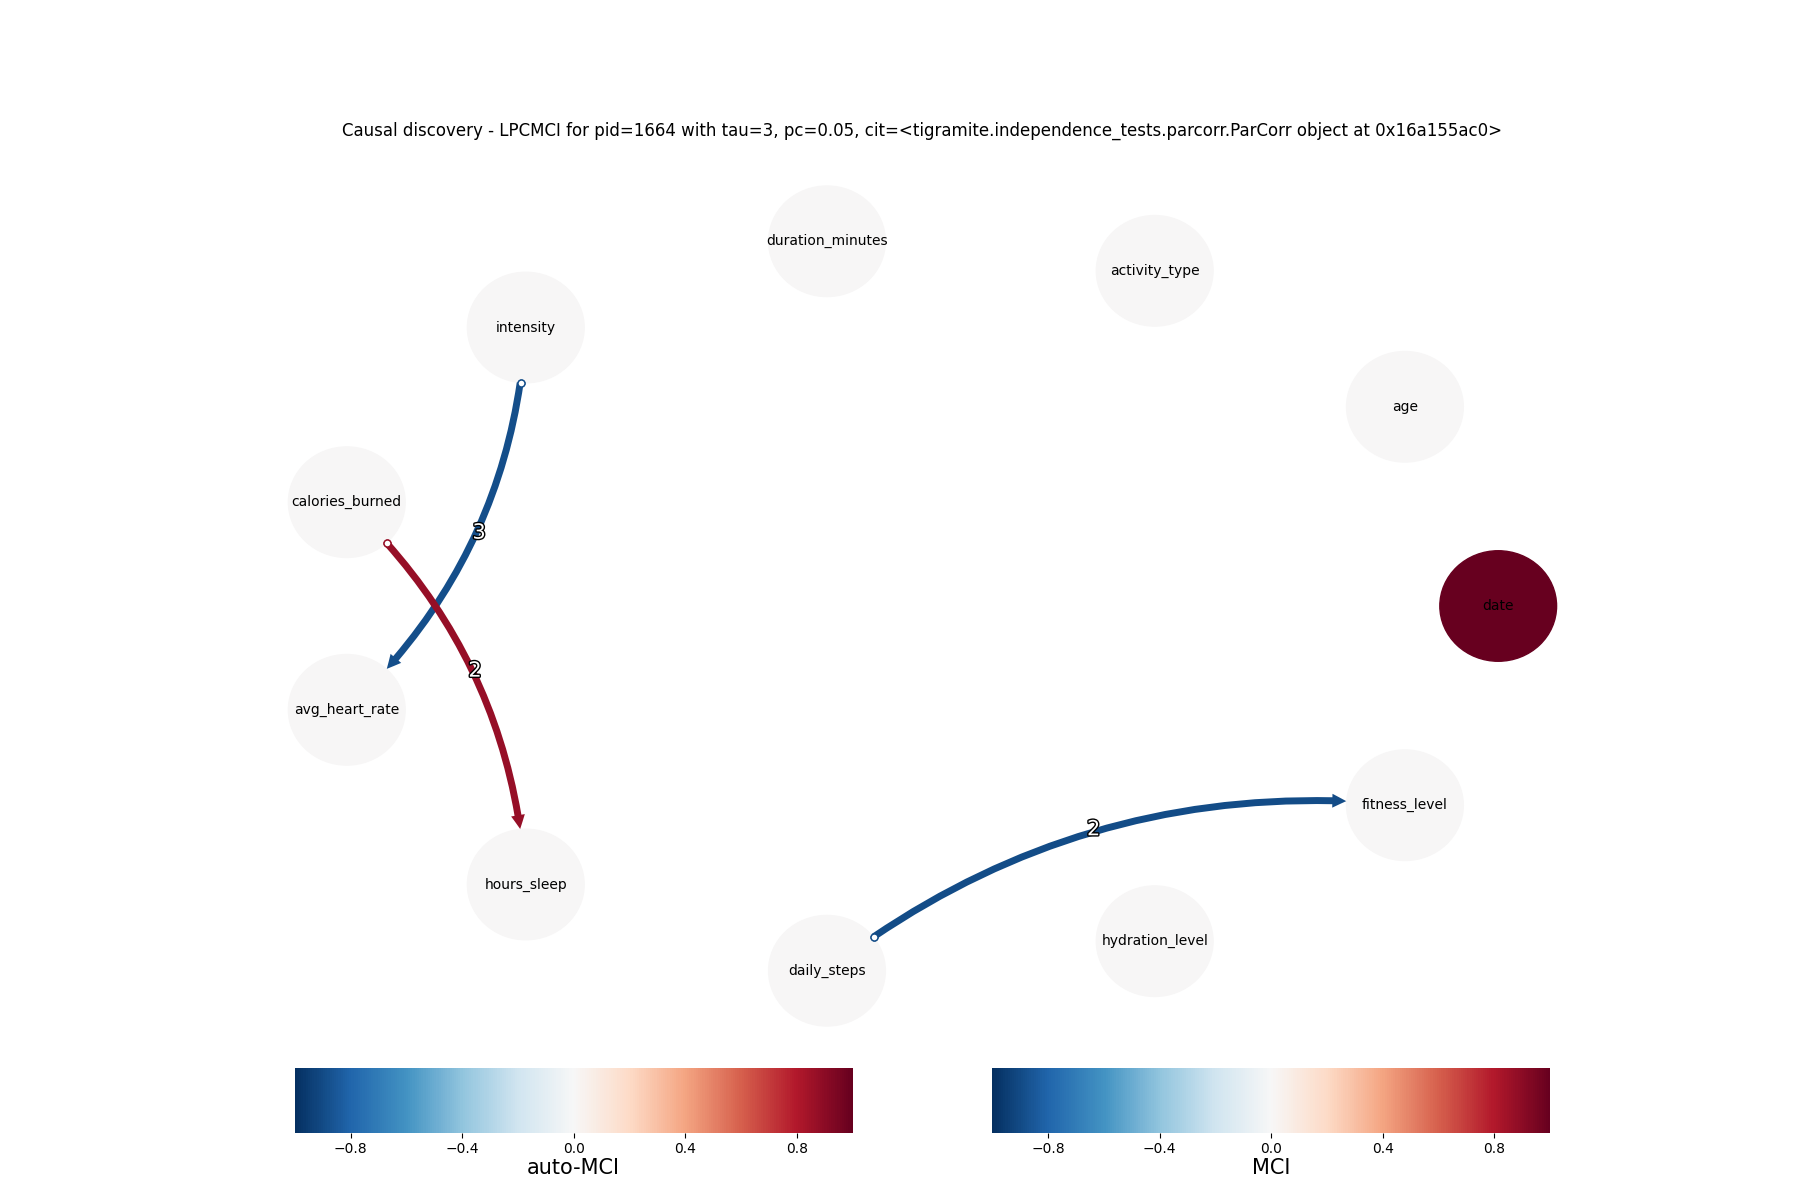 Causal discovery - LPCMCI for pid=1664 with tau=3, pc=0.05, cit=<tigramite.independence_tests.parcorr.ParCorr object at 0x16a155ac0>
duration_minutes
activity_type
intensity
age
calories_burned
3
date
2
avg_heart_rate
fitness_level
2
hours_sleep
hydration_level
daily_steps
−0.8 −0.4 0.0 0.4 0.8
auto-MCI
−0.8 −0.4 0.0 0.4 0.8
MCI